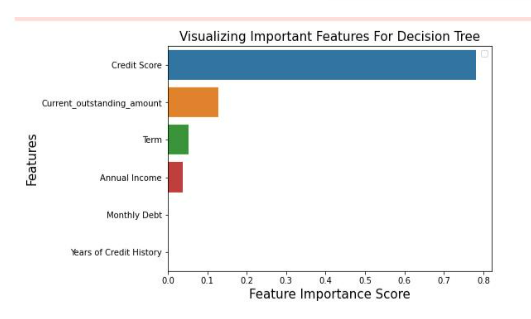 Visualizing Important Features For Decision Tree
Credit Score
Current_outstanding_amount
Term
Annual Income
Monthly Debt
Years of Credit History
Features
0.0 0.1 0.2 0.3 0.4 0.5 0.6 0.7 0.8
Feature Importance Score